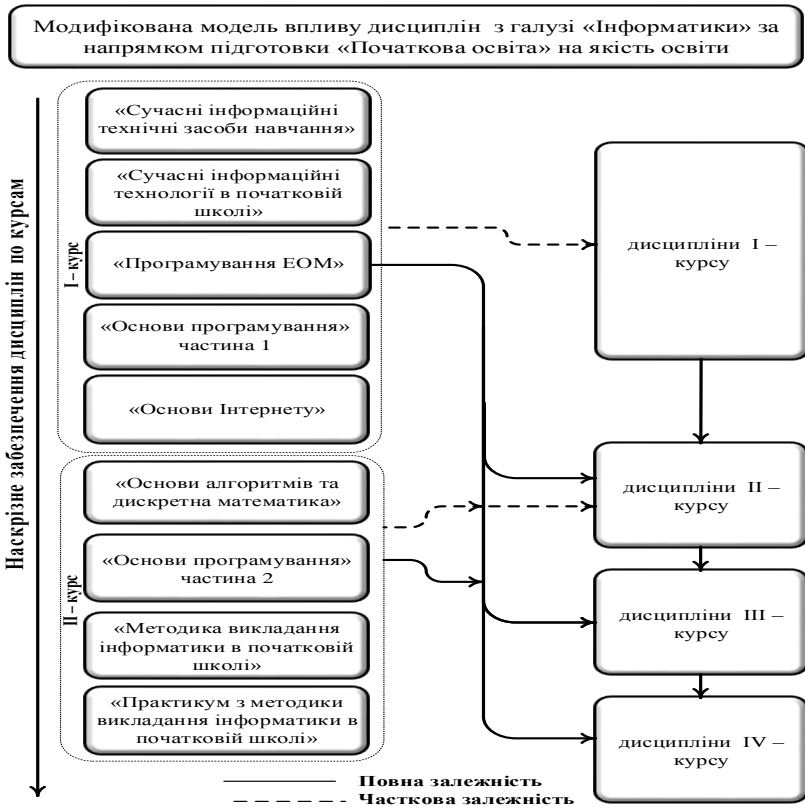 Модифікована модель впливу дисциплін з галузі «Інформатики» за
напрямком підготовки «Початкова освіта» на якість освіти
Наскрізне забезпечення дисциплін по курсам
І – курс
«Сучасні інформаційні
технічні засоби навчання»
«Сучасні інформаційні
технології в початковій
школі»
«Програмування ЕОМ»
«Основи програмування»
частина 1
«Основи Інтернету»
ІІ – курс
«Основи алгоритмів та
дискретна математика»
«Основи програмування»
частина 2
«Методика викладання
інформатики в початковій
школі»
«Практикум з методики
викладання інформатики в
початковій школі»
дисципліни І –
курсу
дисципліни ІІ –
курсу
дисципліни ІІІ –
курсу
дисципліни IV –
курсу
Повна залежність
Часткова залежність